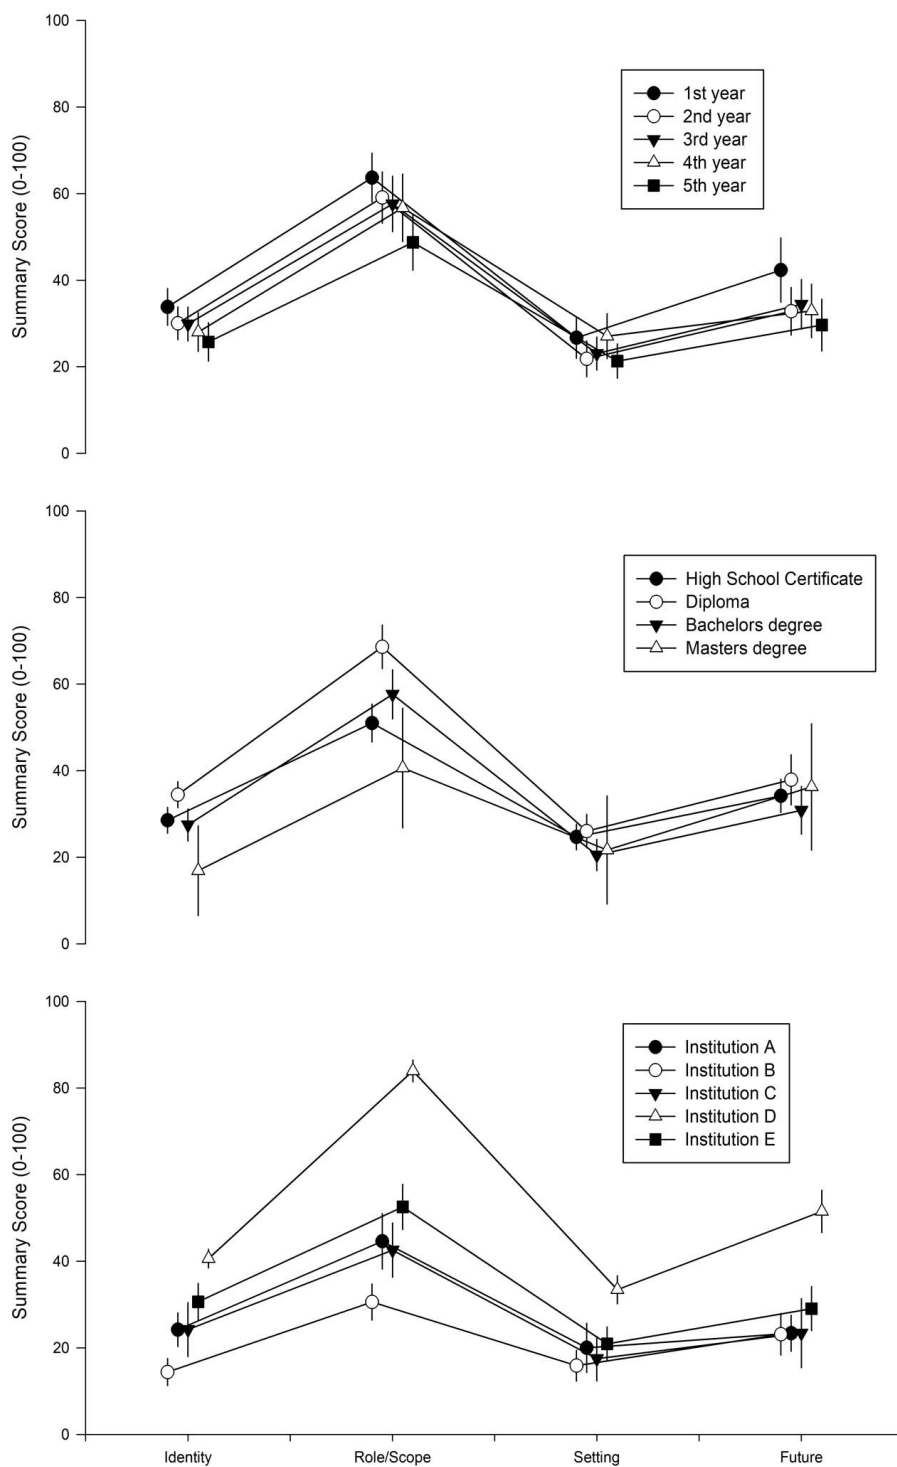 100
80
60
40
20
0
Summary Score (0-100)
1st year
2nd year
3rd year
4th year
5th year
100
80
60
40
20
0
Summary Score (0-100)
High School Certificate
Diploma
Bachelors degree
Masters degree
100
80
60
40
20
0
Summary Score (0-100)
Institution A
Institution B
Institution C
Institution D
Institution E
Identity Role/Scope Setting Future